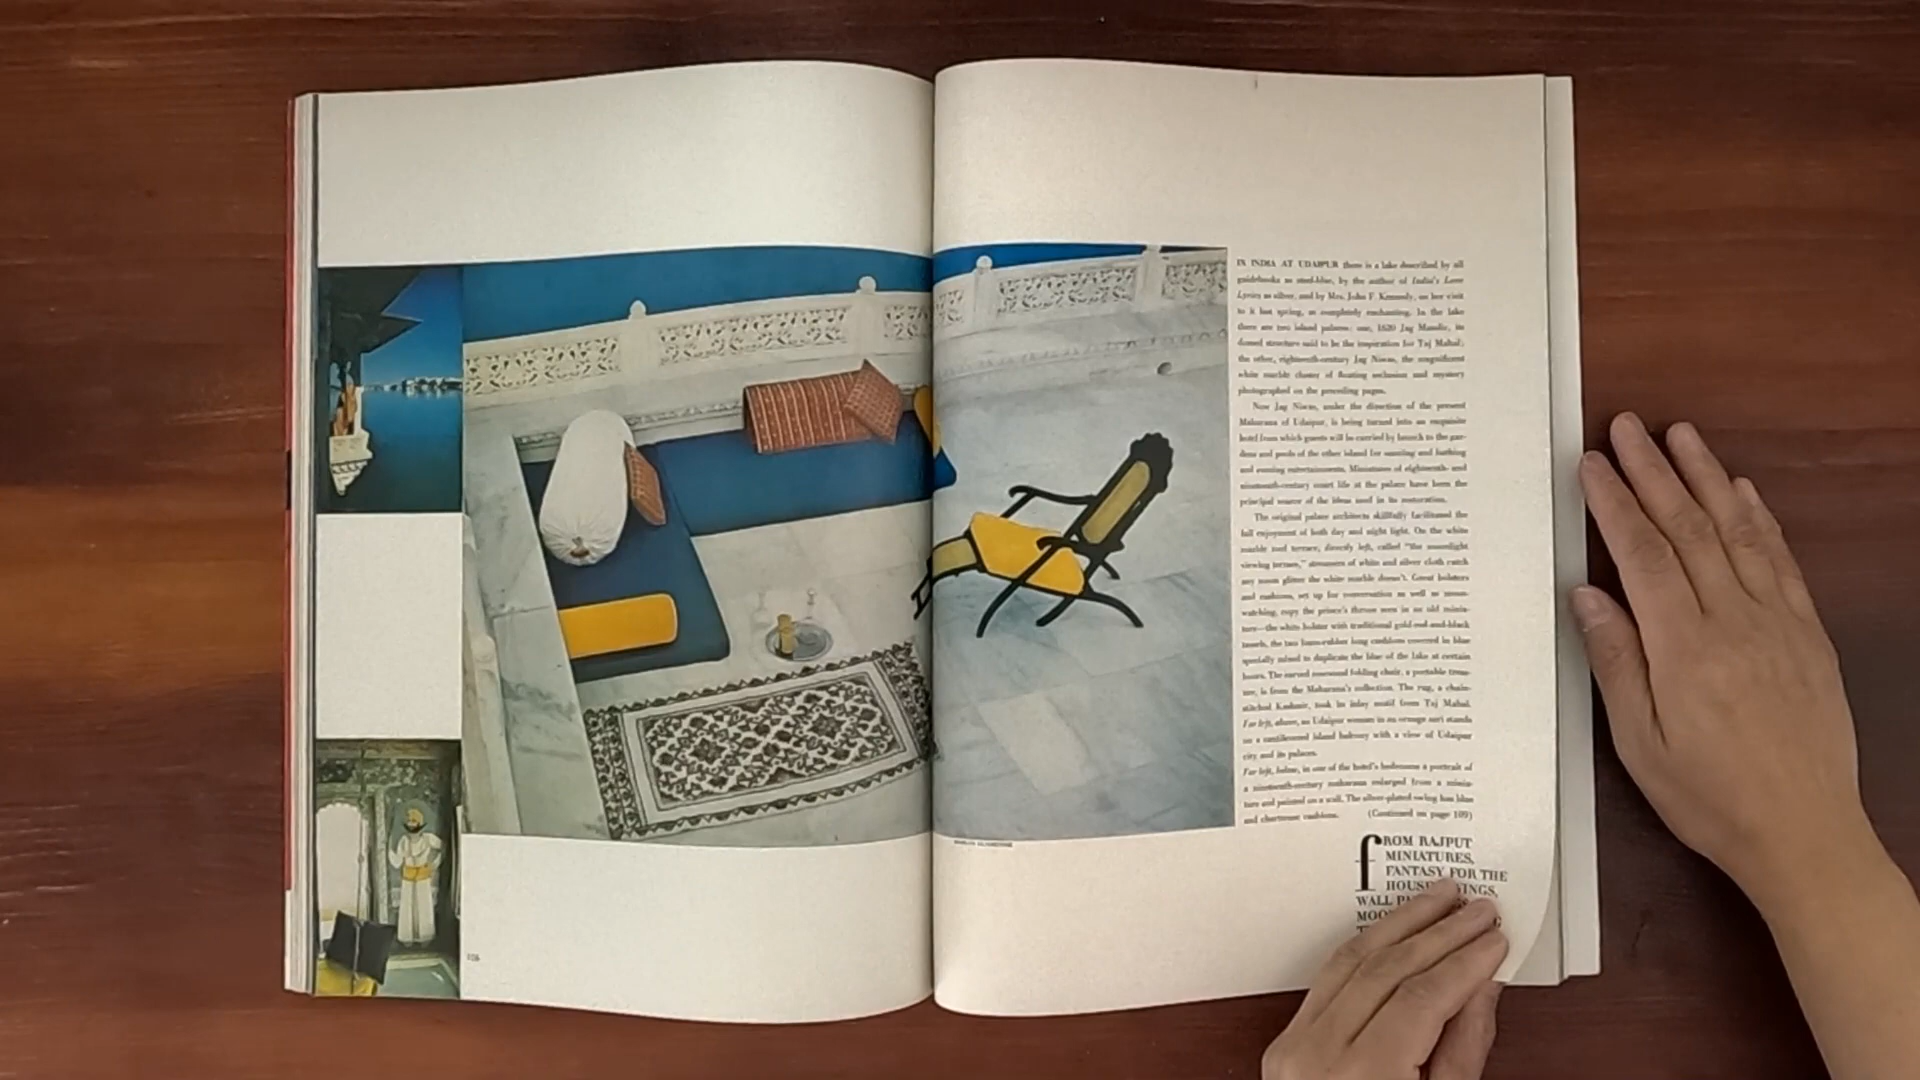 IN INDIA AT UDAIPUR there is a lake described by all
guidebooks as steel-blue, by the author of India's Love
Lyrics as silver, and by Mrs. John F. Kennedy, on her visit
to it last spring, as completely enchanting. In the lake
there are two island palaces: one, 1620 Jag Mandir, its
domed structure said to be the inspiration for Taj Mahal;
the other, eighteenth-century Jag Niwas, the magnificent
white marble cluster of floating seclusion and mystery
photographed on the preceding pages.
Now Jag Niwas, under the direction of the present
Maharana of Udaipur, is being turned into an exquisite
hotel from which guests will be carried by launch to the gar-
dens and pools of the other island for sunning and bathing
and evening entertainments. Miniatures of eighteenth- and
nineteenth-century court life at the palace have been the
principal source of the ideas used in its restoration.
The original palace architects skillfully facilitated the
full enjoyment of both day and night light. On the white
marble roof terrace, directly left, called "the moonlight
viewing terrace," streamers of white and silver cloth catch
any moon glitter the white marble doesn't. Great bolsters
and cushions, set up for conversation as well as moon-
watching, copy the prince's throne seen in an old minia-
ture—the white bolster with traditional gold-red-and-black
tassels, the two foam-rubber long cushions covered in blue
specially mixed to duplicate the blue of the lake at certain
hours. The carved rosewood folding chair, a portable treas-
ure, is from the Maharana's collection. The rug, a chain-
stitched Kashmir, took its inlay motif from Taj Mahal.
Far left, above, an Udaipur woman in an orange sari stands
on a cantilevered island balcony with a view of Udaipur
city and its palaces.
Far left, below, in one of the hotel's bedrooms a portrait of
a nineteenth-century maharana enlarged from a minia-
ture and painted on a wall. The silver-plated swing has blue
and chartreuse cushions. (Continued on page 109)
fROM RAJPUT
MINIATURES,
FANTASY FOR THE
WALL
106